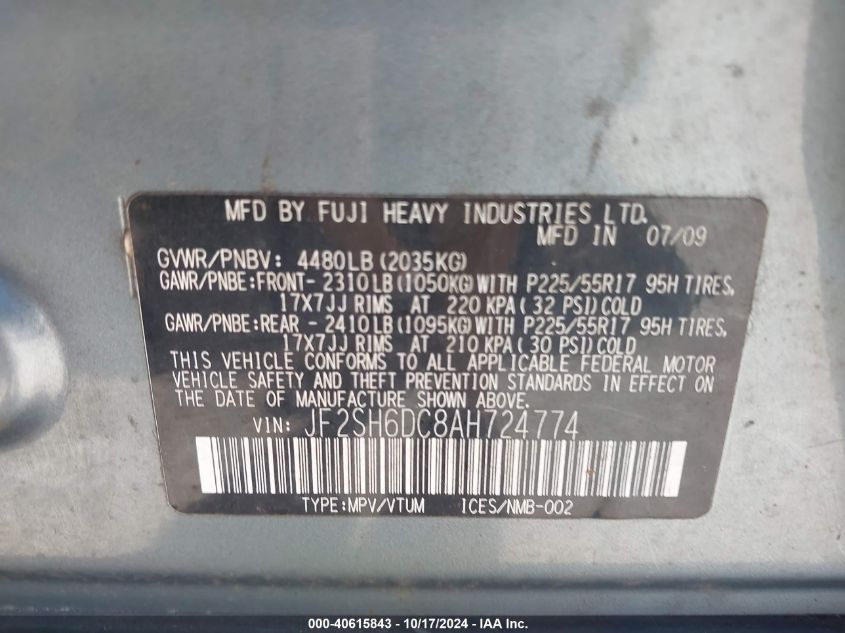 MFD BY FUJI HEAVY INDUSTRIES LTD.
MFD IN 07/09
GVWR/PNBV: 4480LB(2035KG)
GAWR/PNBE:FRONT-2310LB(1050KG)WITH P225/55R17 95H TIRES,
17X7JJ RIMS AT 220 KPA( 32 PSI)COLD
GAWR/PNBE:REAR -2410LB(1095KG)WITH P225/55R17 95H TIRES,
17X7JJ RIMS AT 210 KPA( 30 PSI)COLD
THIS VEHICLE CONFORMS TO ALL APPLICABLE FEDERAL MOTOR
VEHICLE SAFETY AND THEFT PREVENTION STANDARDS IN EFFECT ON
THE DATE OF MANUFACTURE SHOWN ABOVE.
VIN: JF2SH6DC8AH724774
TYPE:MPV/VTUM ICES/NMB-002
000-40615843 - 10/17/2024 - IAA, Inc.